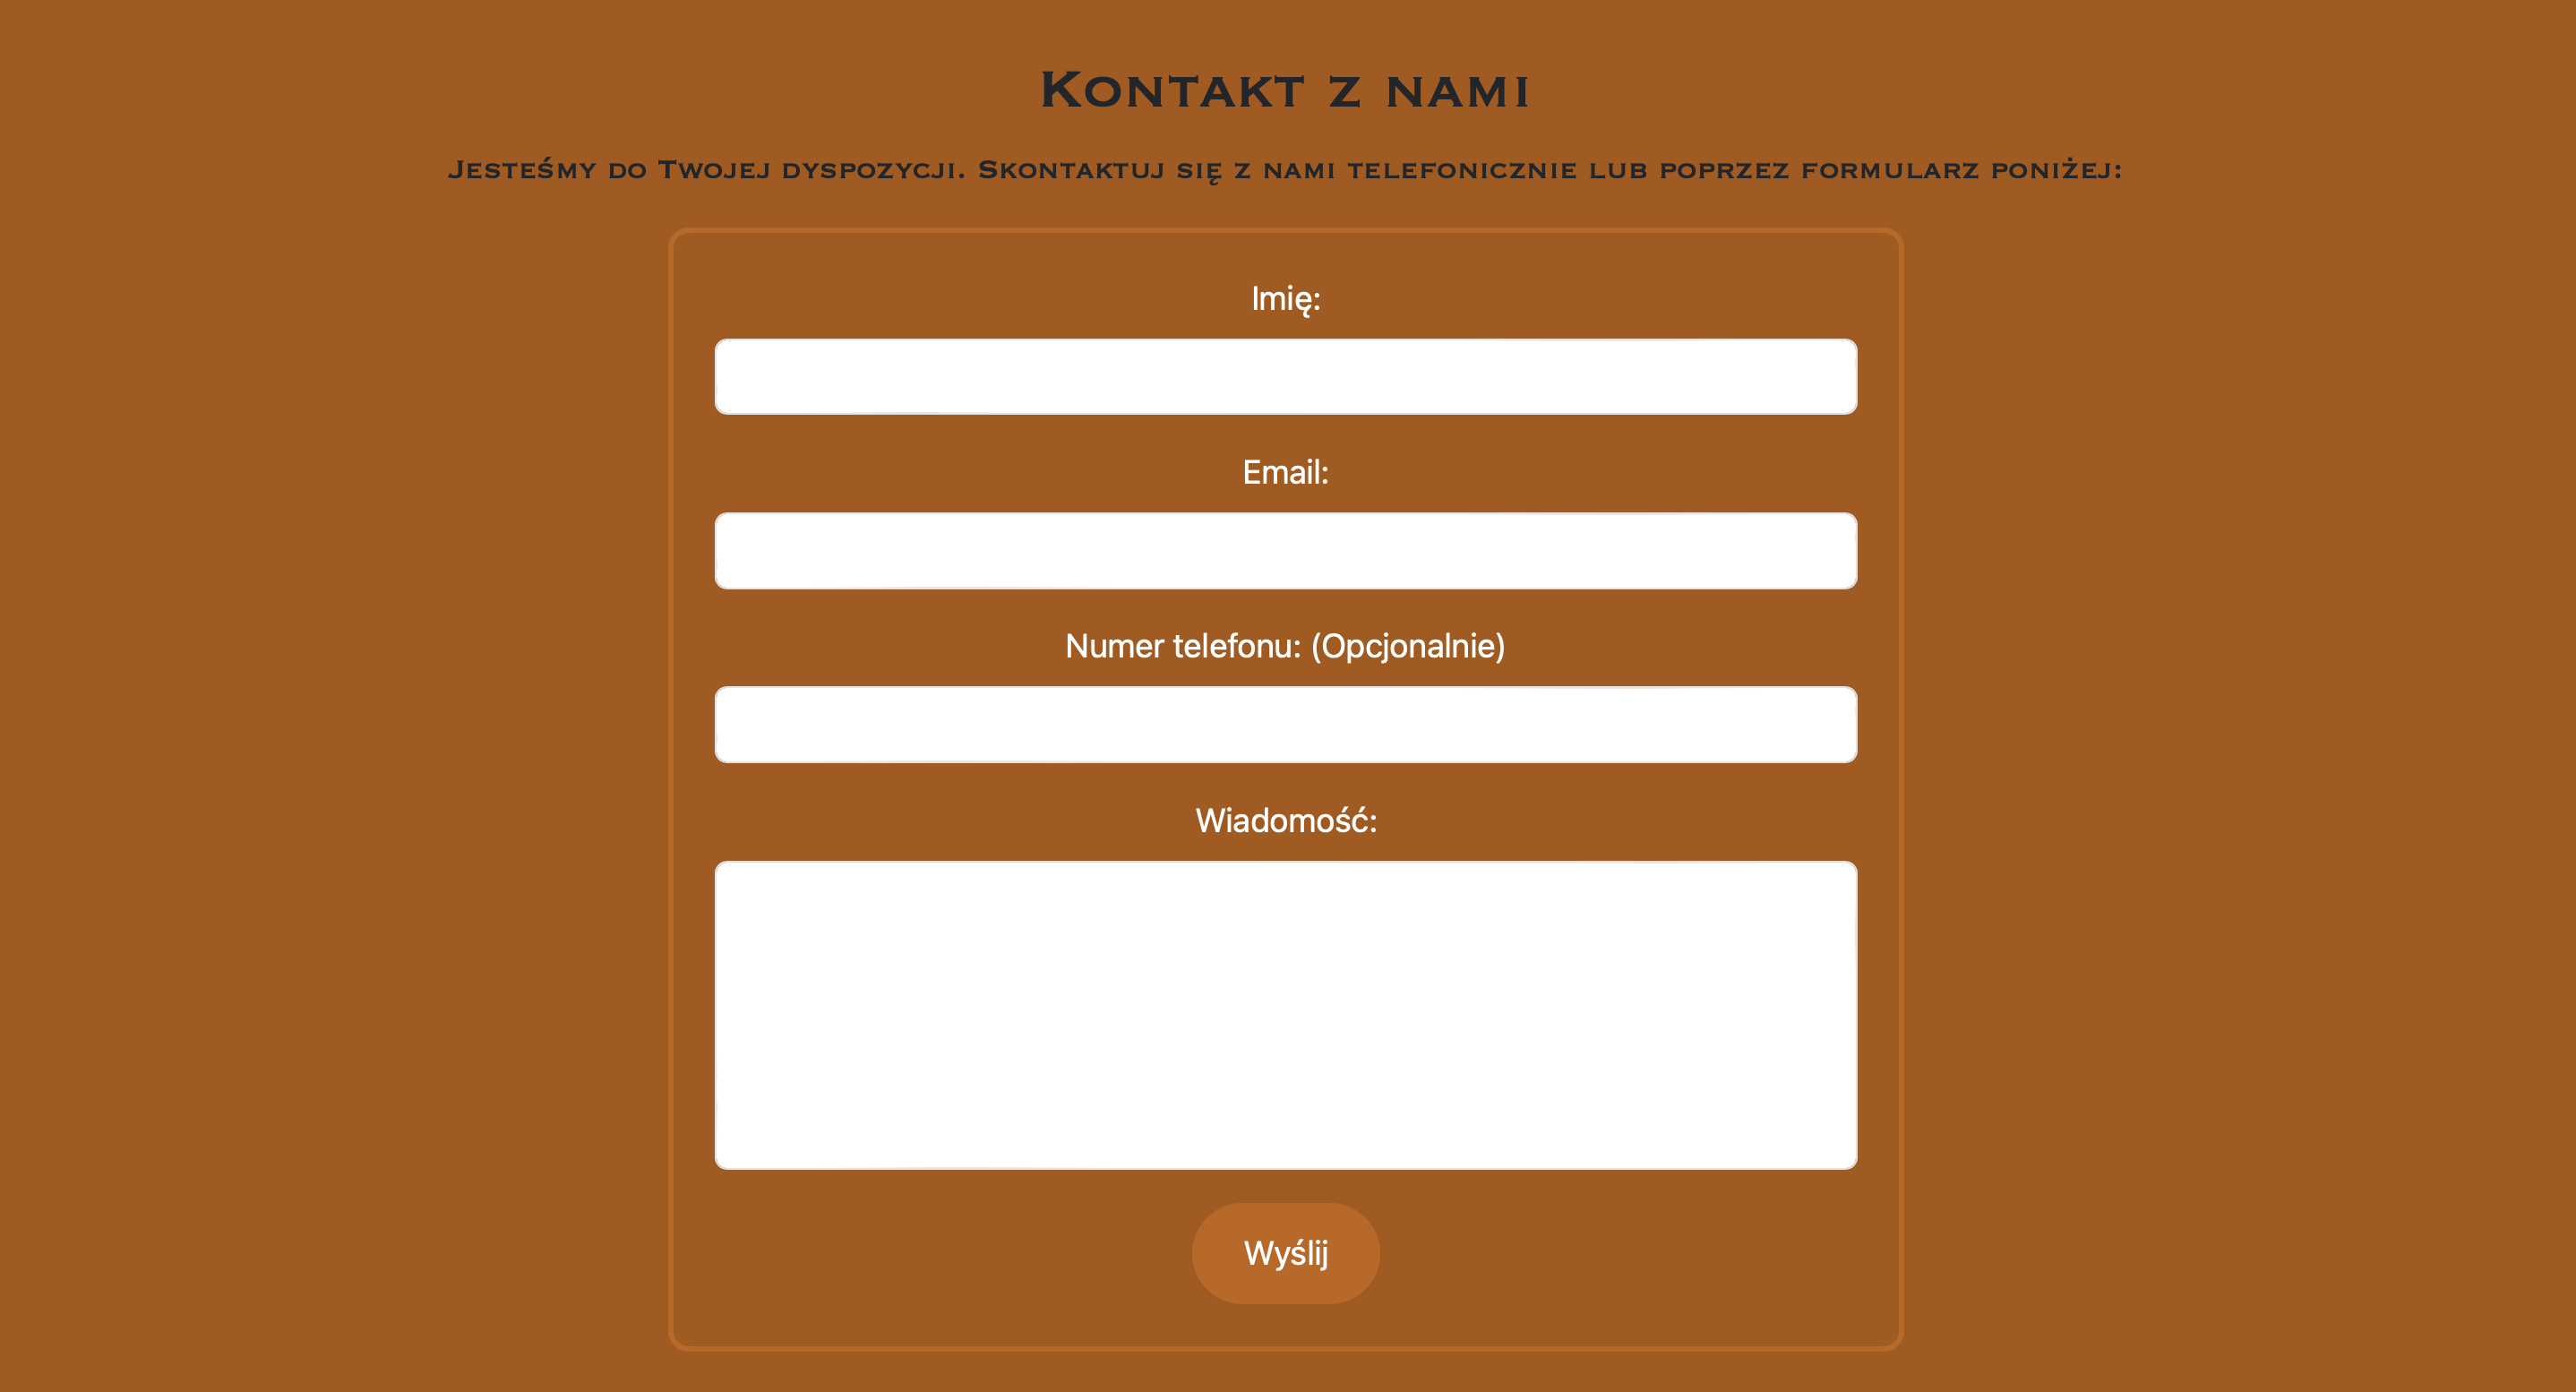 Kontakt z nami
Jesteśmy do Twojej dyspozycji. Skontaktuj się z nami telefonicznie lub poprzez formularz poniżej:
Imię:
Email:
Numer telefonu: (Opcjonalnie)
Wiadomość:
Wyślij